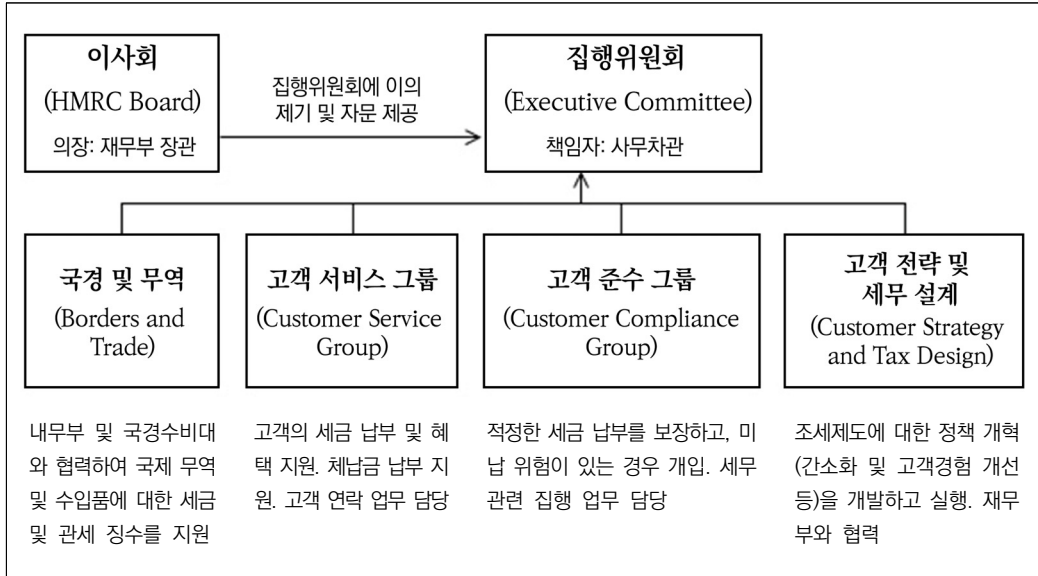 이사회
(HMRC Board)
의장: 재무부 장관
집행위원회에 이의
제기 및 자문 제공
집행위원회
(Executive Committee)
책임자: 사무차관
국경 및 무역
(Borders and
Trade)
고객 서비스 그룹
(Customer Service
Group)
고객 준수 그룹
(Customer Compliance
Group)
고객 전략 및
세무 설계
(Customer Strategy
and Tax Design)
내무부 및 국경수비대
와 협력하여 국제 무역
및 수입품에 대한 세금
및 관세 징수를 지원
고객의 세금 납부 및 혜
택 지원. 체납금 납부 지
원. 고객 연락 업무 담당
적정한 세금 납부를 보장하고, 미
납 위험이 있는 경우 개입. 세무
관련 집행 업무 담당
조세제도에 대한 정책 개혁
(간소화 및 고객경험 개선
등)을 개발하고 실행. 재무
부와 협력